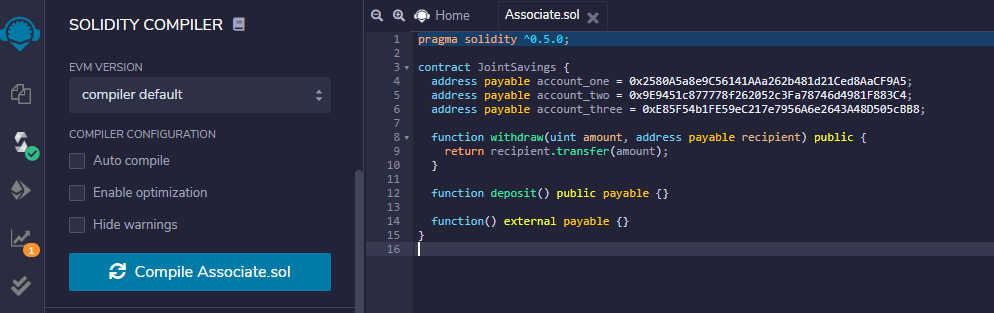 SOLIDITY COMPILER
EVM VERSION
compiler default
COMPILER CONFIGURATION
Auto compile
Enable optimization
Hide warnings
Compile Associate.sol
1
Home
Associate.sol
1 pragma solidity ^0.5.0;
2
3 contract JointSavings {
4 address payable account_one = 0x2580A5a8e9C56141AAa262b481d21Ced8AaCF9A5;
5 address payable account_two = 0x9E9451c877778f262052c3Fa78746d4981F883C4;
6 address payable account_three = 0xE85F54b1FE59eC217e7956A6e2643A48D505cBB8;
7
8 function withdraw(uint amount, address payable recipient) public {
9 return recipient.transfer(amount);
10 }
11
12 function deposit() public payable {}
13
14 function() external payable {}
15 }
16